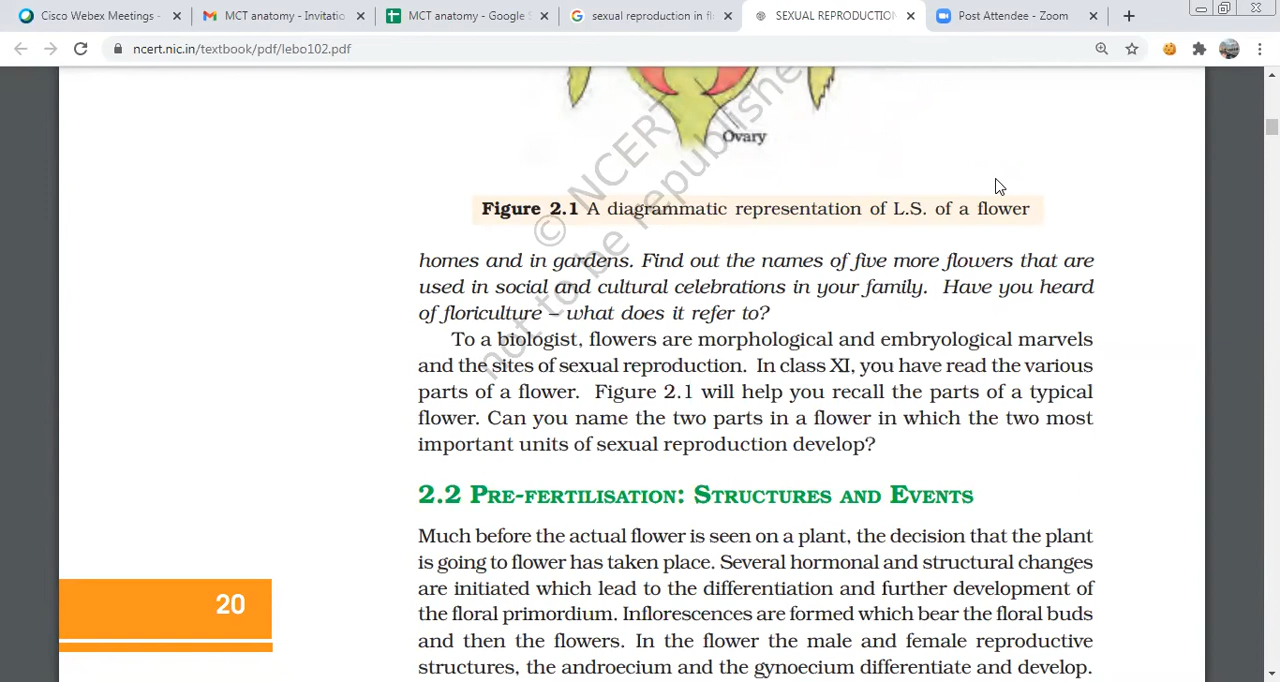 Cisco Webex Meetings -
MCT anatomy - Invitatio
MCT anatomy - Google S
sexual reproduction in fl
SEXUAL REPRODUCTION
Post Attendee - Zoom
ncert.nic.in/textbook/pdf/lebo102.pdf
Ovary
© NCERT
not to be republished
Figure 2.1 A diagrammatic representation of L.S. of a flower
homes and in gardens. Find out the names of five more flowers that are
used in social and cultural celebrations in your family. Have you heard
of floriculture – what does it refer to?
To a biologist, flowers are morphological and embryological marvels
and the sites of sexual reproduction. In class XI, you have read the various
parts of a flower. Figure 2.1 will help you recall the parts of a typical
flower. Can you name the two parts in a flower in which the two most
important units of sexual reproduction develop?
2.2 PRE-FERTILISATION: STRUCTURES AND EVENTS
Much before the actual flower is seen on a plant, the decision that the plant
is going to flower has taken place. Several hormonal and structural changes
are initiated which lead to the differentiation and further development of
the floral primordium. Inflorescences are formed which bear the floral buds
and then the flowers. In the flower the male and female reproductive
structures, the androecium and the gynoecium differentiate and develop.
20